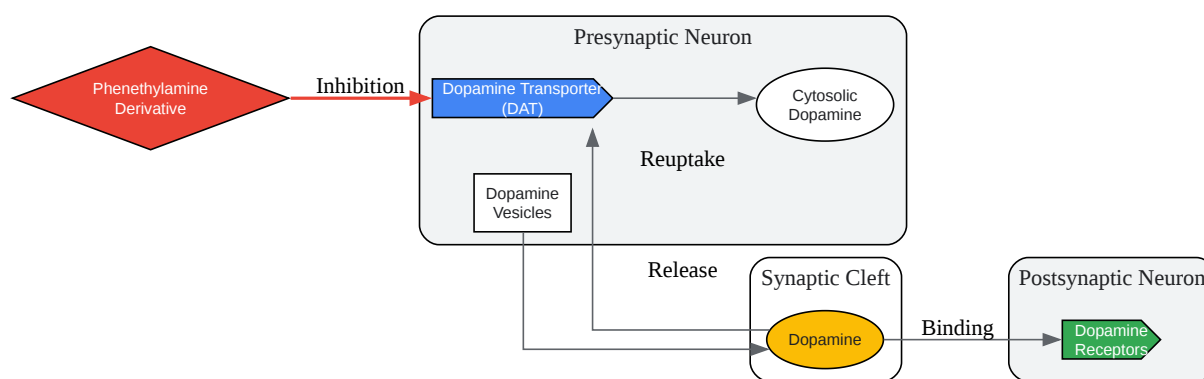 Presynaptic Neuron
Phenethylamine
Derivative
Inhibition
Dopamine Transporter
(DAT)
Cytosolic
Dopamine
Reuptake
Dopamine
Vesicles
Release
Synaptic Cleft
Postsynaptic Neuron
Dopamine
Binding
Dopamine
Receptors